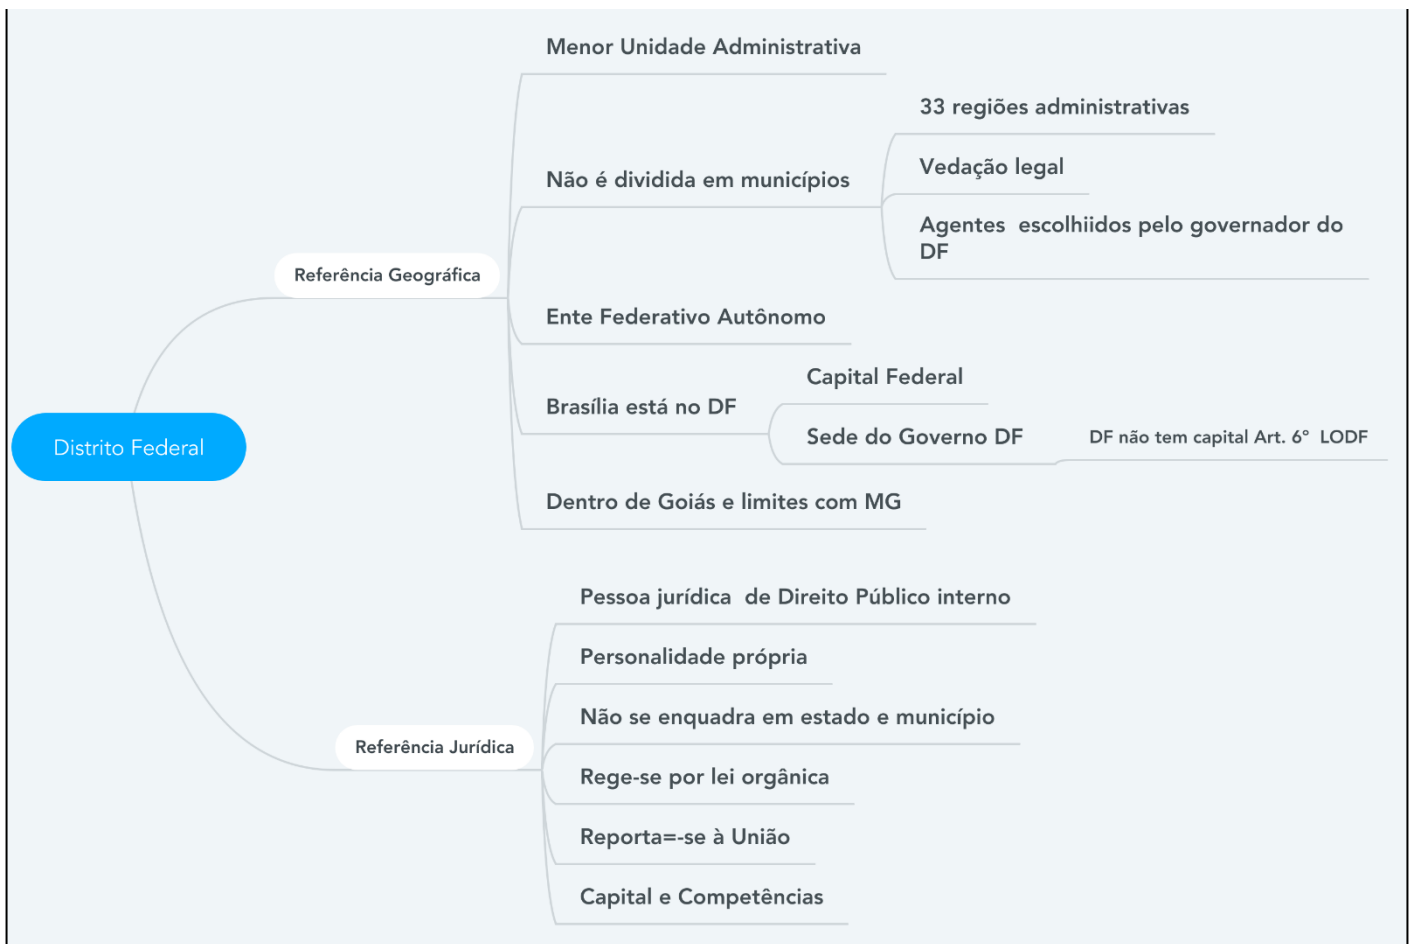 Distrito Federal
Referência Geográfica
Menor Unidade Administrativa
Não é dividida em municípios
33 regiões administrativas
Vedação legal
Agentes  escolhiidos pelo governador do
DF
Ente Federativo Autônomo
Brasília está no DF
Capital Federal
Sede do Governo DF
DF não tem capital Art. 6º  LODF
Dentro de Goiás e limites com MG
Referência Jurídica
Pessoa jurídica  de Direito Público interno
Personalidade própria
Não se enquadra em estado e município
Rege-se por lei orgânica
Reporta=-se à União
Capital e Competências